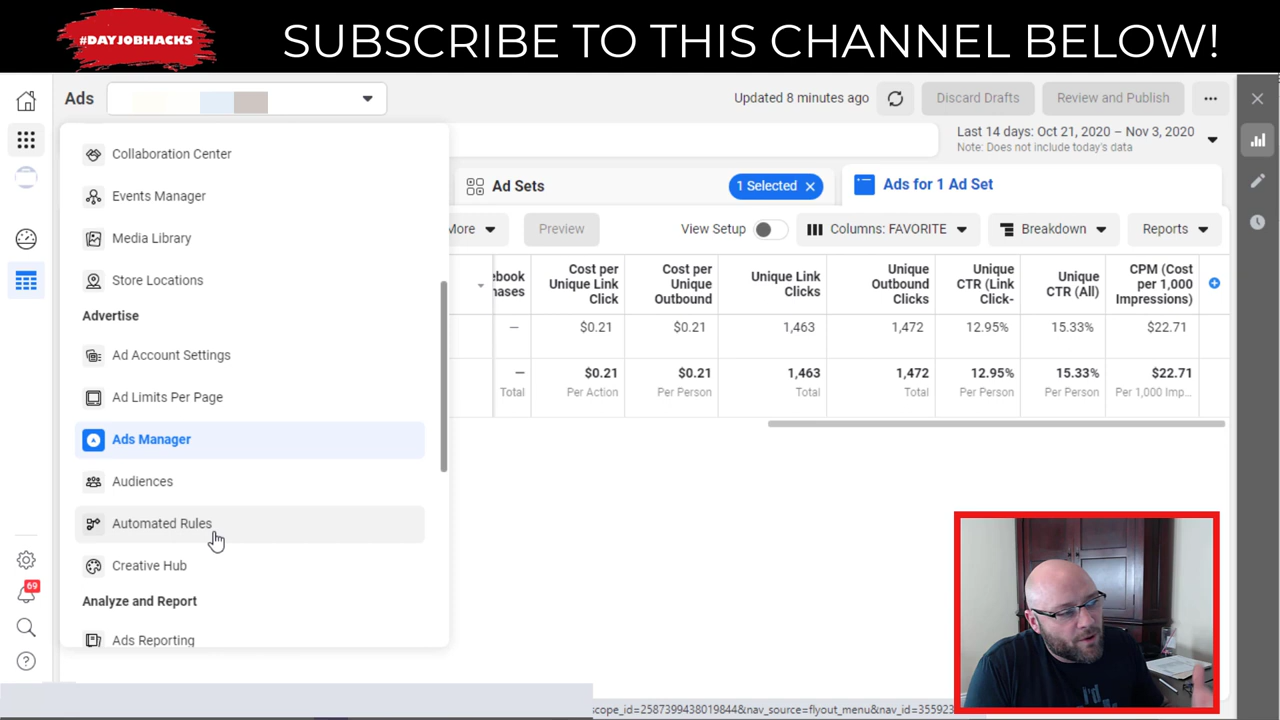 #DAYJOBHACKS
SUBSCRIBE TO THIS CHANNEL BELOW!
Ads
Updated 8 minutes ago
Discard Drafts
Review and Publish
Last 14 days: Oct 21, 2020 – Nov 3, 2020
Note: Does not include today's data
Collaboration Center
Events Manager
Media Library
Store Locations
Advertise
Ad Account Settings
Ad Limits Per Page
Ads Manager
Audiences
Automated Rules
Creative Hub
Analyze and Report
Ads Reporting
69
Ad Sets
1 Selected
Ads for 1 Ad Set
More
Preview
View Setup
Columns: FAVORITE
Breakdown
Reports
Cost per
Unique Link
Click
Cost per
Unique
Outbound
Unique Link
Clicks
Unique
Outbound
Clicks
Unique
CTR (Link
Click-
Unique
CTR (All)
CPM (Cost
per 1,000
Impressions)
— $0.21 $0.21 1,463 1,472 12.95% 15.33% $22.71
— $0.21 $0.21 1,463 1,472 12.95% 15.33% $22.71
Total Per Action Per Person Total Total Per Person Per Person Per 1,000 Imp...
scope_id=2587399438019844&nav_source=flyout_menu&nav_id=355923